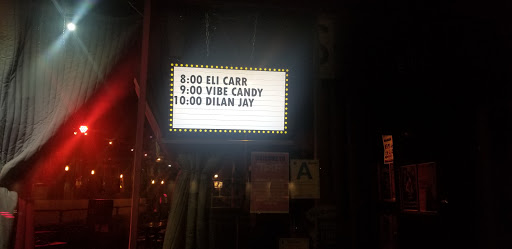 8:00 ELI CARR
9:00 VIBE CANDY
10:00 DILAN JAY
A